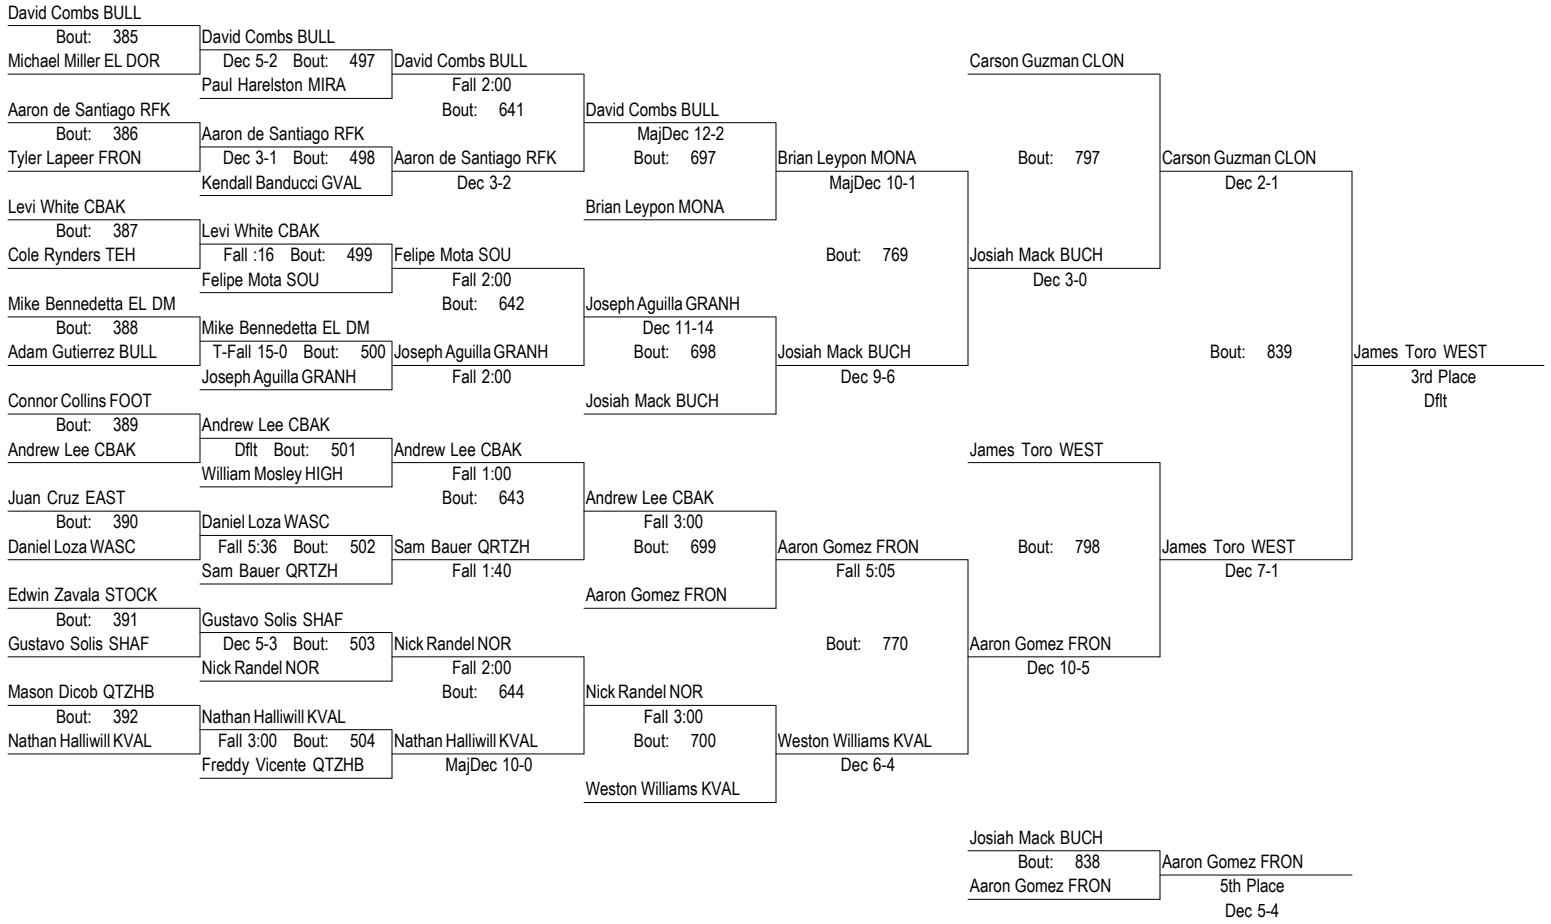 David Combs BULL
Bout: 385
David Combs BULL
Michael Miller EL DOR
Dec 5-2 Bout: 497
David Combs BULL
Carson Guzman CLON
Paul Harelston MIRA
Fall 2:00
Aaron de Santiago RFK
Bout: 641
David Combs BULL
Bout: 386
Aaron de Santiago RFK
MajDec 12-2
Tyler Lapeer FRON
Dec 3-1 Bout: 498
Aaron de Santiago RFK
Bout: 697
Brian Leypon MONA
Bout: 797
Carson Guzman CLON
Kendall Banducci GVAL
Dec 3-2
MajDec 10-1
Dec 2-1
Levi White CBAK
Brian Leypon MONA
Bout: 387
Levi White CBAK
Cole Rynders TEH
Fall :16 Bout: 499
Felipe Mota SOU
Bout: 769
Josiah Mack BUCH
Felipe Mota SOU
Fall 2:00
Dec 3-0
Mike Bennedetta EL DM
Bout: 642
Joseph Aguilla GRANH
Bout: 388
Mike Bennedetta EL DM
Dec 11-14
Adam Gutierrez BULL
T-Fall 15-0 Bout: 500
Joseph Aguilla GRANH
Bout: 698
Josiah Mack BUCH
Bout: 839
James Toro WEST
Joseph Aguilla GRANH
Fall 2:00
Dec 9-6
3rd Place
Connor Collins FOOT
Josiah Mack BUCH
Dflt
Bout: 389
Andrew Lee CBAK
Andrew Lee CBAK
Dflt Bout: 501
Andrew Lee CBAK
James Toro WEST
William Mosley HIGH
Fall 1:00
Juan Cruz EAST
Bout: 643
Andrew Lee CBAK
Bout: 390
Daniel Loza WASC
Fall 3:00
Daniel Loza WASC
Fall 5:36 Bout: 502
Sam Bauer QRTZH
Bout: 699
Aaron Gomez FRON
Bout: 798
James Toro WEST
Sam Bauer QRTZH
Fall 1:40
Fall 5:05
Dec 7-1
Edwin Zavala STOCK
Aaron Gomez FRON
Bout: 391
Gustavo Solis SHAF
Gustavo Solis SHAF
Dec 5-3 Bout: 503
Nick Randel NOR
Bout: 770
Aaron Gomez FRON
Nick Randel NOR
Fall 2:00
Dec 10-5
Mason Dicob QTZHB
Bout: 644
Nick Randel NOR
Bout: 392
Nathan Halliwill KVAL
Fall 3:00
Nathan Halliwill KVAL
Fall 3:00 Bout: 504
Nathan Halliwill KVAL
Bout: 700
Weston Williams KVAL
Freddy Vicente QTZHB
MajDec 10-0
Dec 6-4
Weston Williams KVAL
Josiah Mack BUCH
Bout: 838
Aaron Gomez FRON
Aaron Gomez FRON
5th Place
Dec 5-4